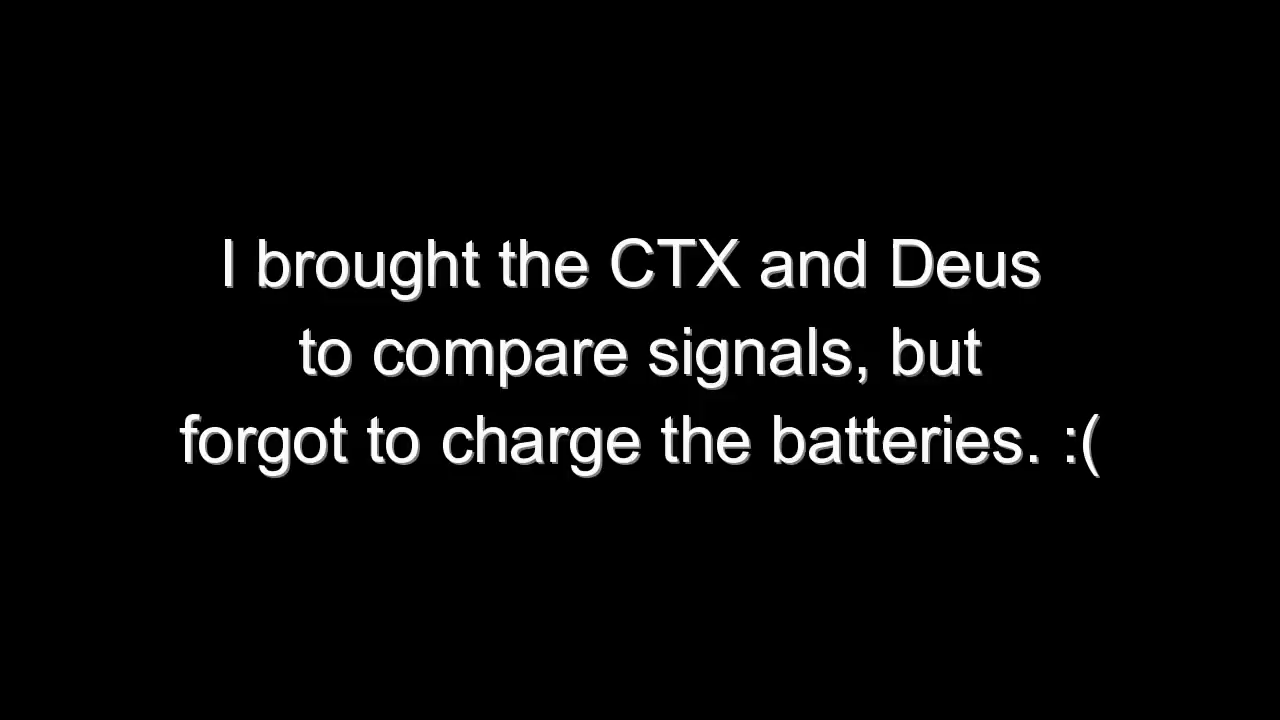 I brought the CTX and Deus
to compare signals, but
forgot to charge the batteries. :(